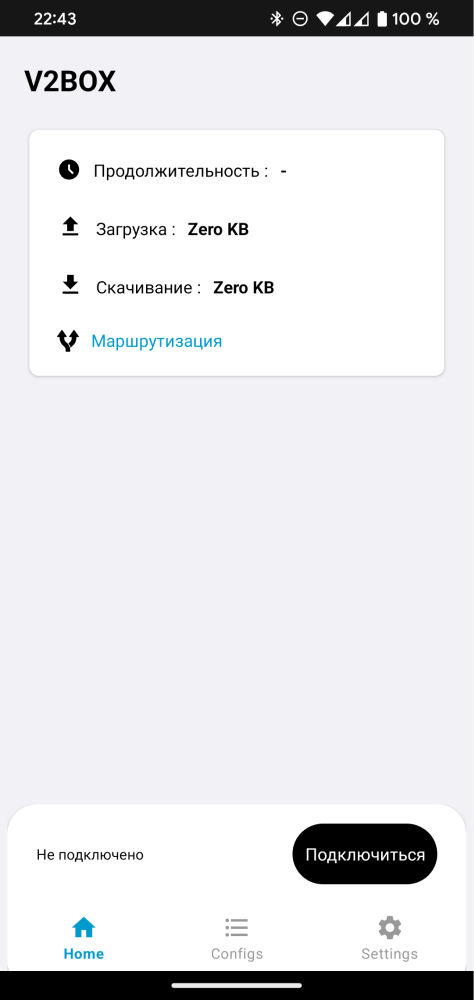 22:43
100 %
V2BOX
Продолжительность : -
Загрузка : Zero KB
Скачивание : Zero KB
Маршрутизация
Не подключено
Подключиться
Home
Configs
Settings